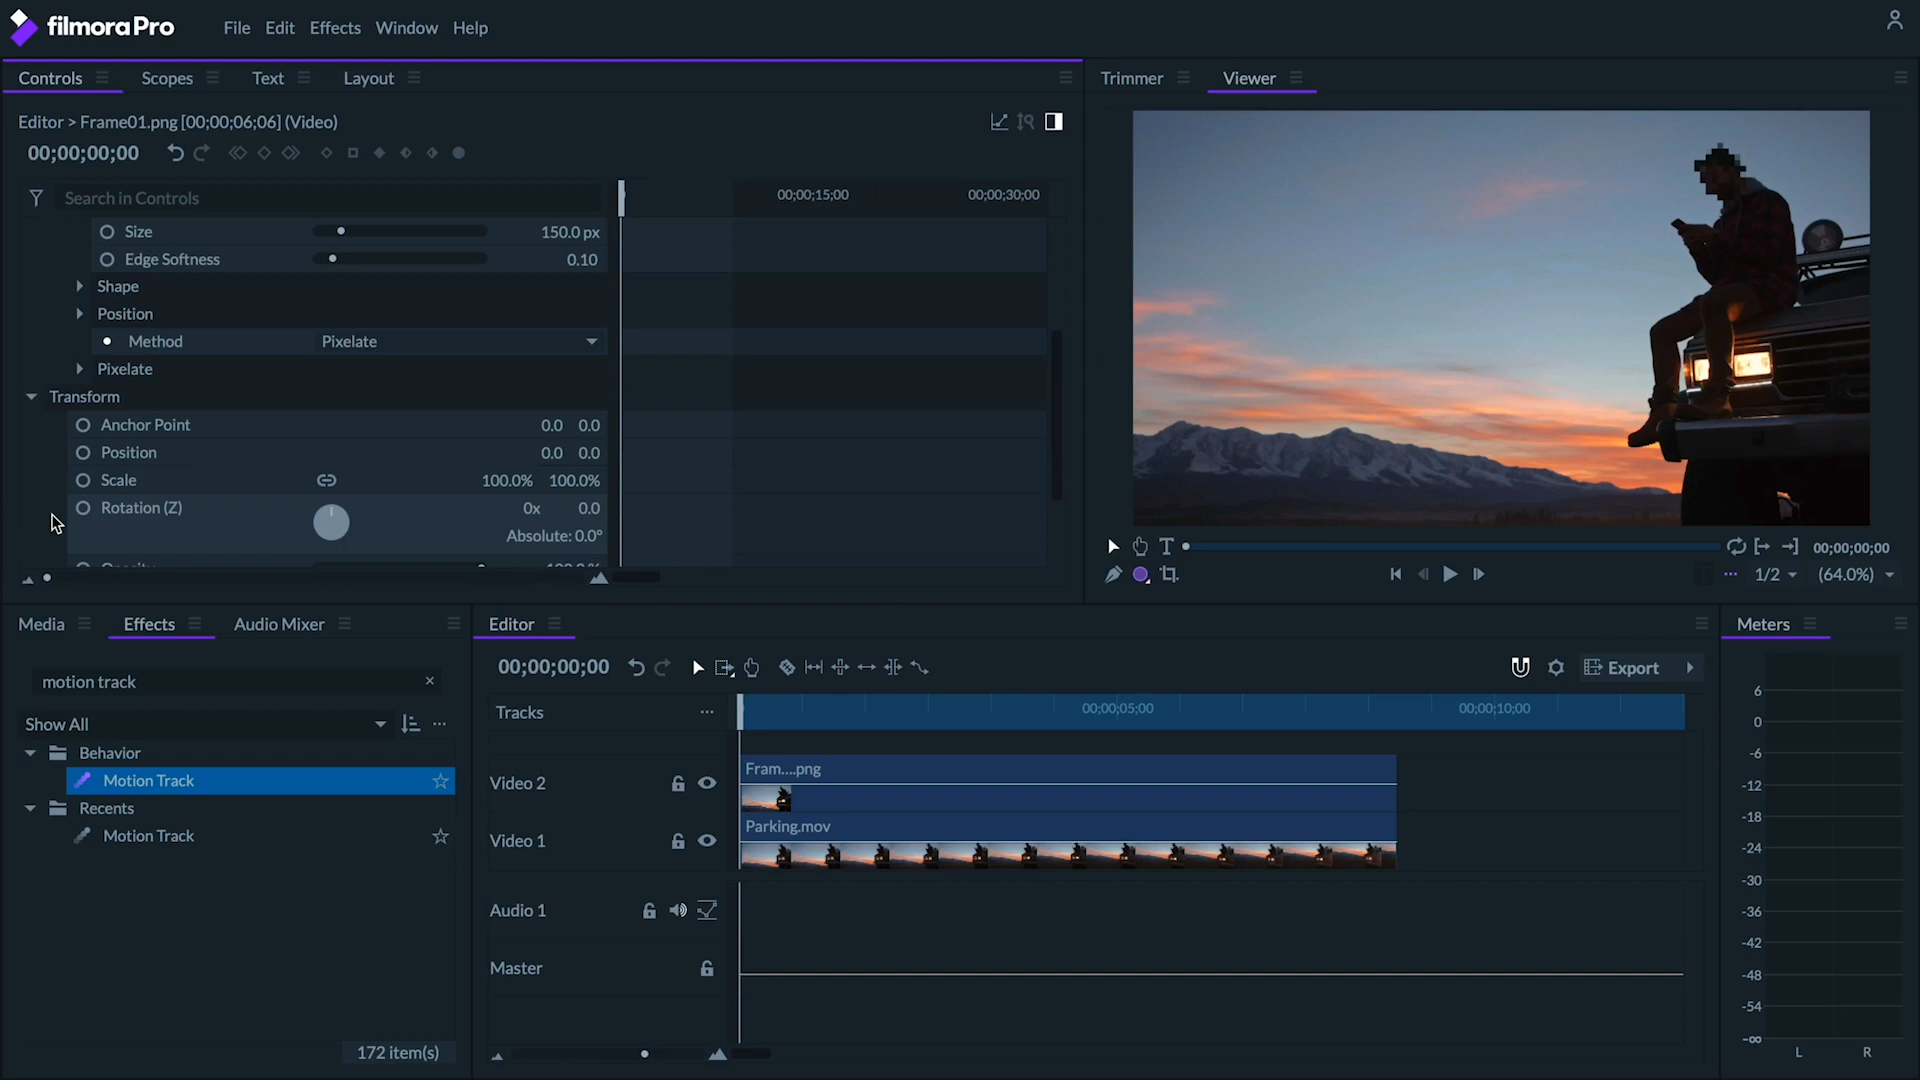 filmora Pro
File Edit Effects Window Help
Controls Scopes Text Layout
Trimmer Viewer
Editor > Frame01.png [00;00;06;06] (Video)
00;00;00;00
Search in Controls
00;00;15;00 00;00;30;00
Size 150.0 px
Edge Softness 0.10
Shape
Position
Method Pixelate
Pixelate
Transform
Anchor Point 0.0 0.0
Position 0.0 0.0
Scale 100.0% 100.0%
Rotation (Z) 0x 0.0
Absolute: 0.0°
00;00;00;00
1/2 (64.0%)
Media Effects Audio Mixer
motion track
Show All
Behavior
Motion Track
Recents
Motion Track
172 item(s)
Editor
00;00;00;00
Export
Tracks
00;00;05;00 00;00;10;00
Fram....png
Video 2
Parking.mov
Video 1
Audio 1
Master
Meters
6
0
-6
-12
-18
-24
-30
-36
-42
-48
-54
-∞
L R